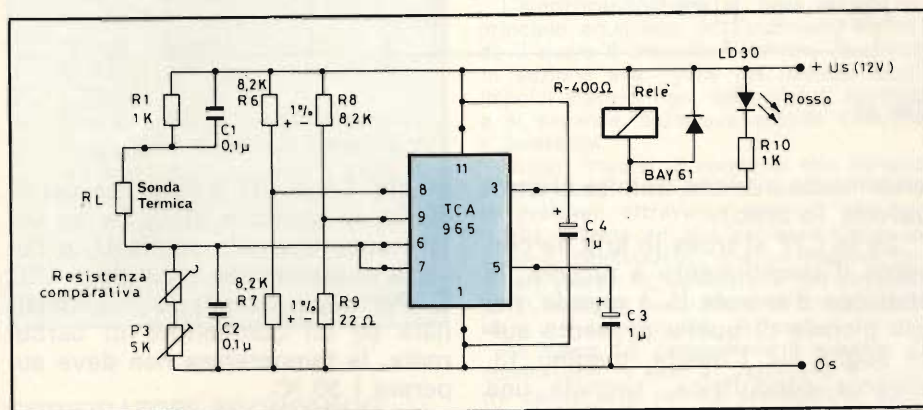 LD30
+ Us (12V)
8,2K
R1
1K
R6
1%
+ −
R8
8,2K
R-400Ω
Relè
Rosso
C1
0,1µ
R10
1K
BAY 61
RL
Sonda
Termica
11
8
3
TCA
965
9
6
7
5
1
+
C4
1µ
Resistenza
comparativa
8,2K
R7
1%
+ −
R9
22Ω
+
C3
1µ
P3
5K
C2
0,1µ
0s